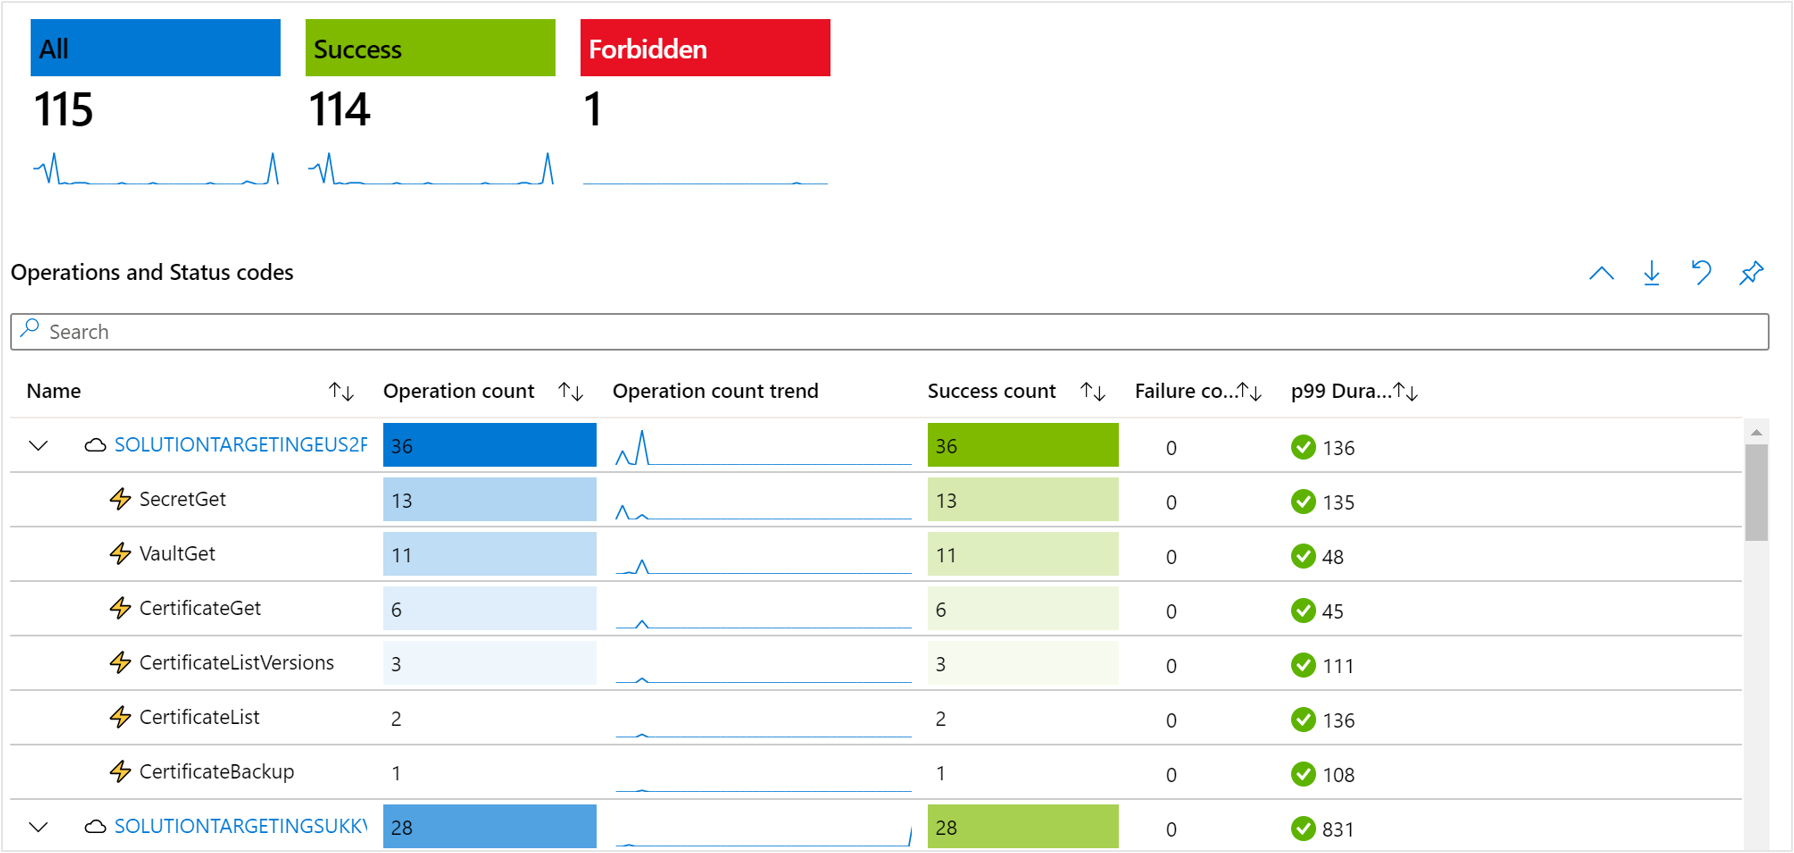 All Success Forbidden
115 114 1
Operations and Status codes
Search
Name Operation count Operation count trend Success count Failure co... p99 Dura...
SOLUTIONTARGETINGEUS2 36 36 0 136
SecretGet 13 13 0 135
VaultGet 11 11 0 48
CertificateGet 6 6 0 45
CertificateListVersions 3 3 0 111
CertificateList 2 2 0 136
CertificateBackup 1 1 0 108
SOLUTIONTARGETINGSUKK 28 28 0 831